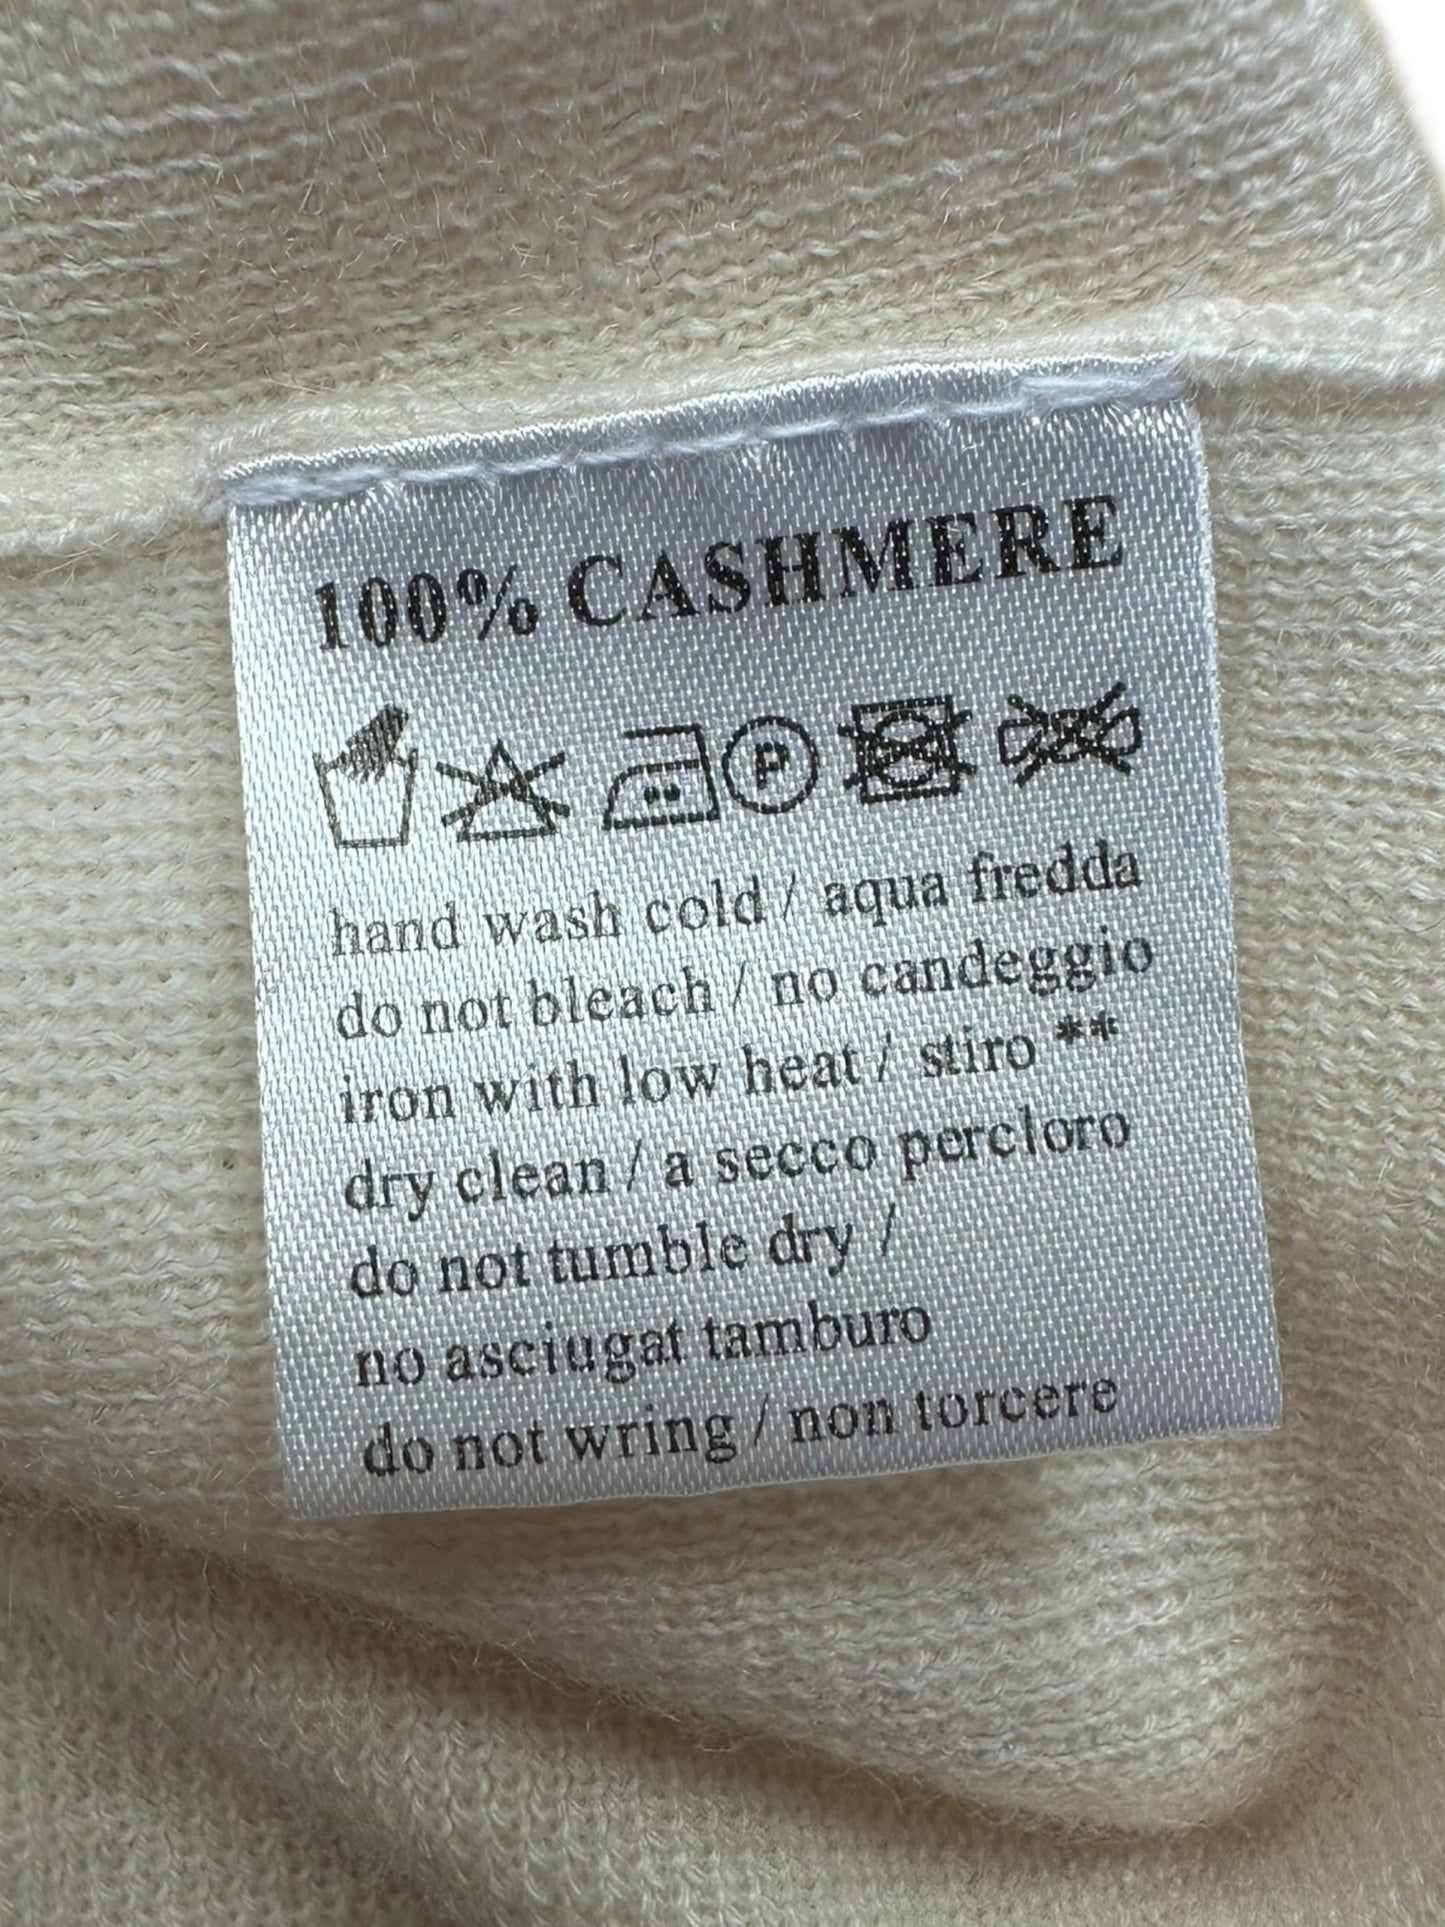 100% CASHMERE
P
hand wash cold / aqua fredda
do not bleach / no candeggio
iron with low heat / stiro **
dry clean / a secco percloro
do not tumble dry /
no asciugat tamburo
do not wring / non torcere